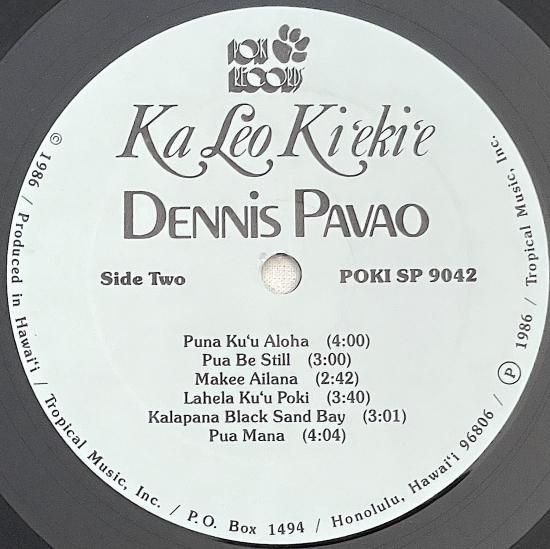 POKI
RECORDS
Ka Leo Ki‘eki‘e
DENNIS PAVAO
Side Two
POKI SP 9042
Puna Ku‘u Aloha (4:00)
Pua Be Still (3:00)
Makee Ailana (2:42)
Lahela Ku‘u Poki (3:40)
Kalapana Black Sand Bay (3:01)
Pua Mana (4:04)
© 1986 / Produced in Hawai‘i / Tropical Music, Inc. / P.O. Box 1494 / Honolulu, Hawai‘i 96806 / ℗ 1986 / Tropical Music, Inc.